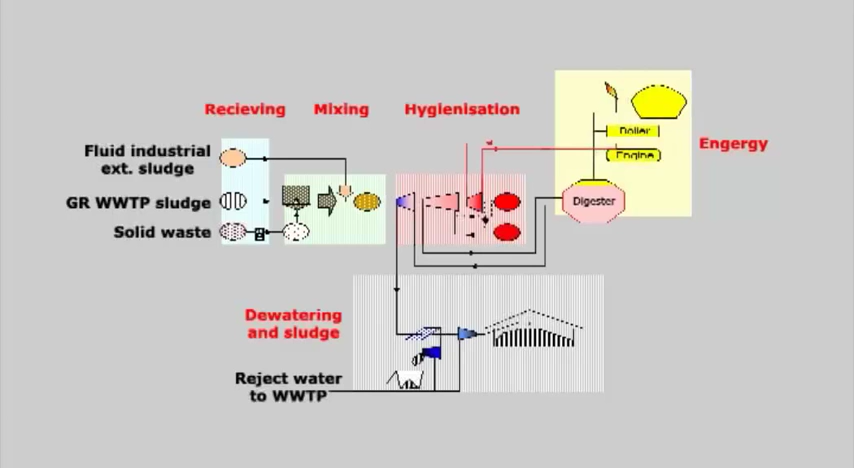 Recieving
Mixing
Hygienisation
Fluid industrial
ext. sludge
GR WWTP sludge
Solid waste
Boiler
Engine
Engergy
Digester
Dewatering
and sludge
Reject water
to WWTP